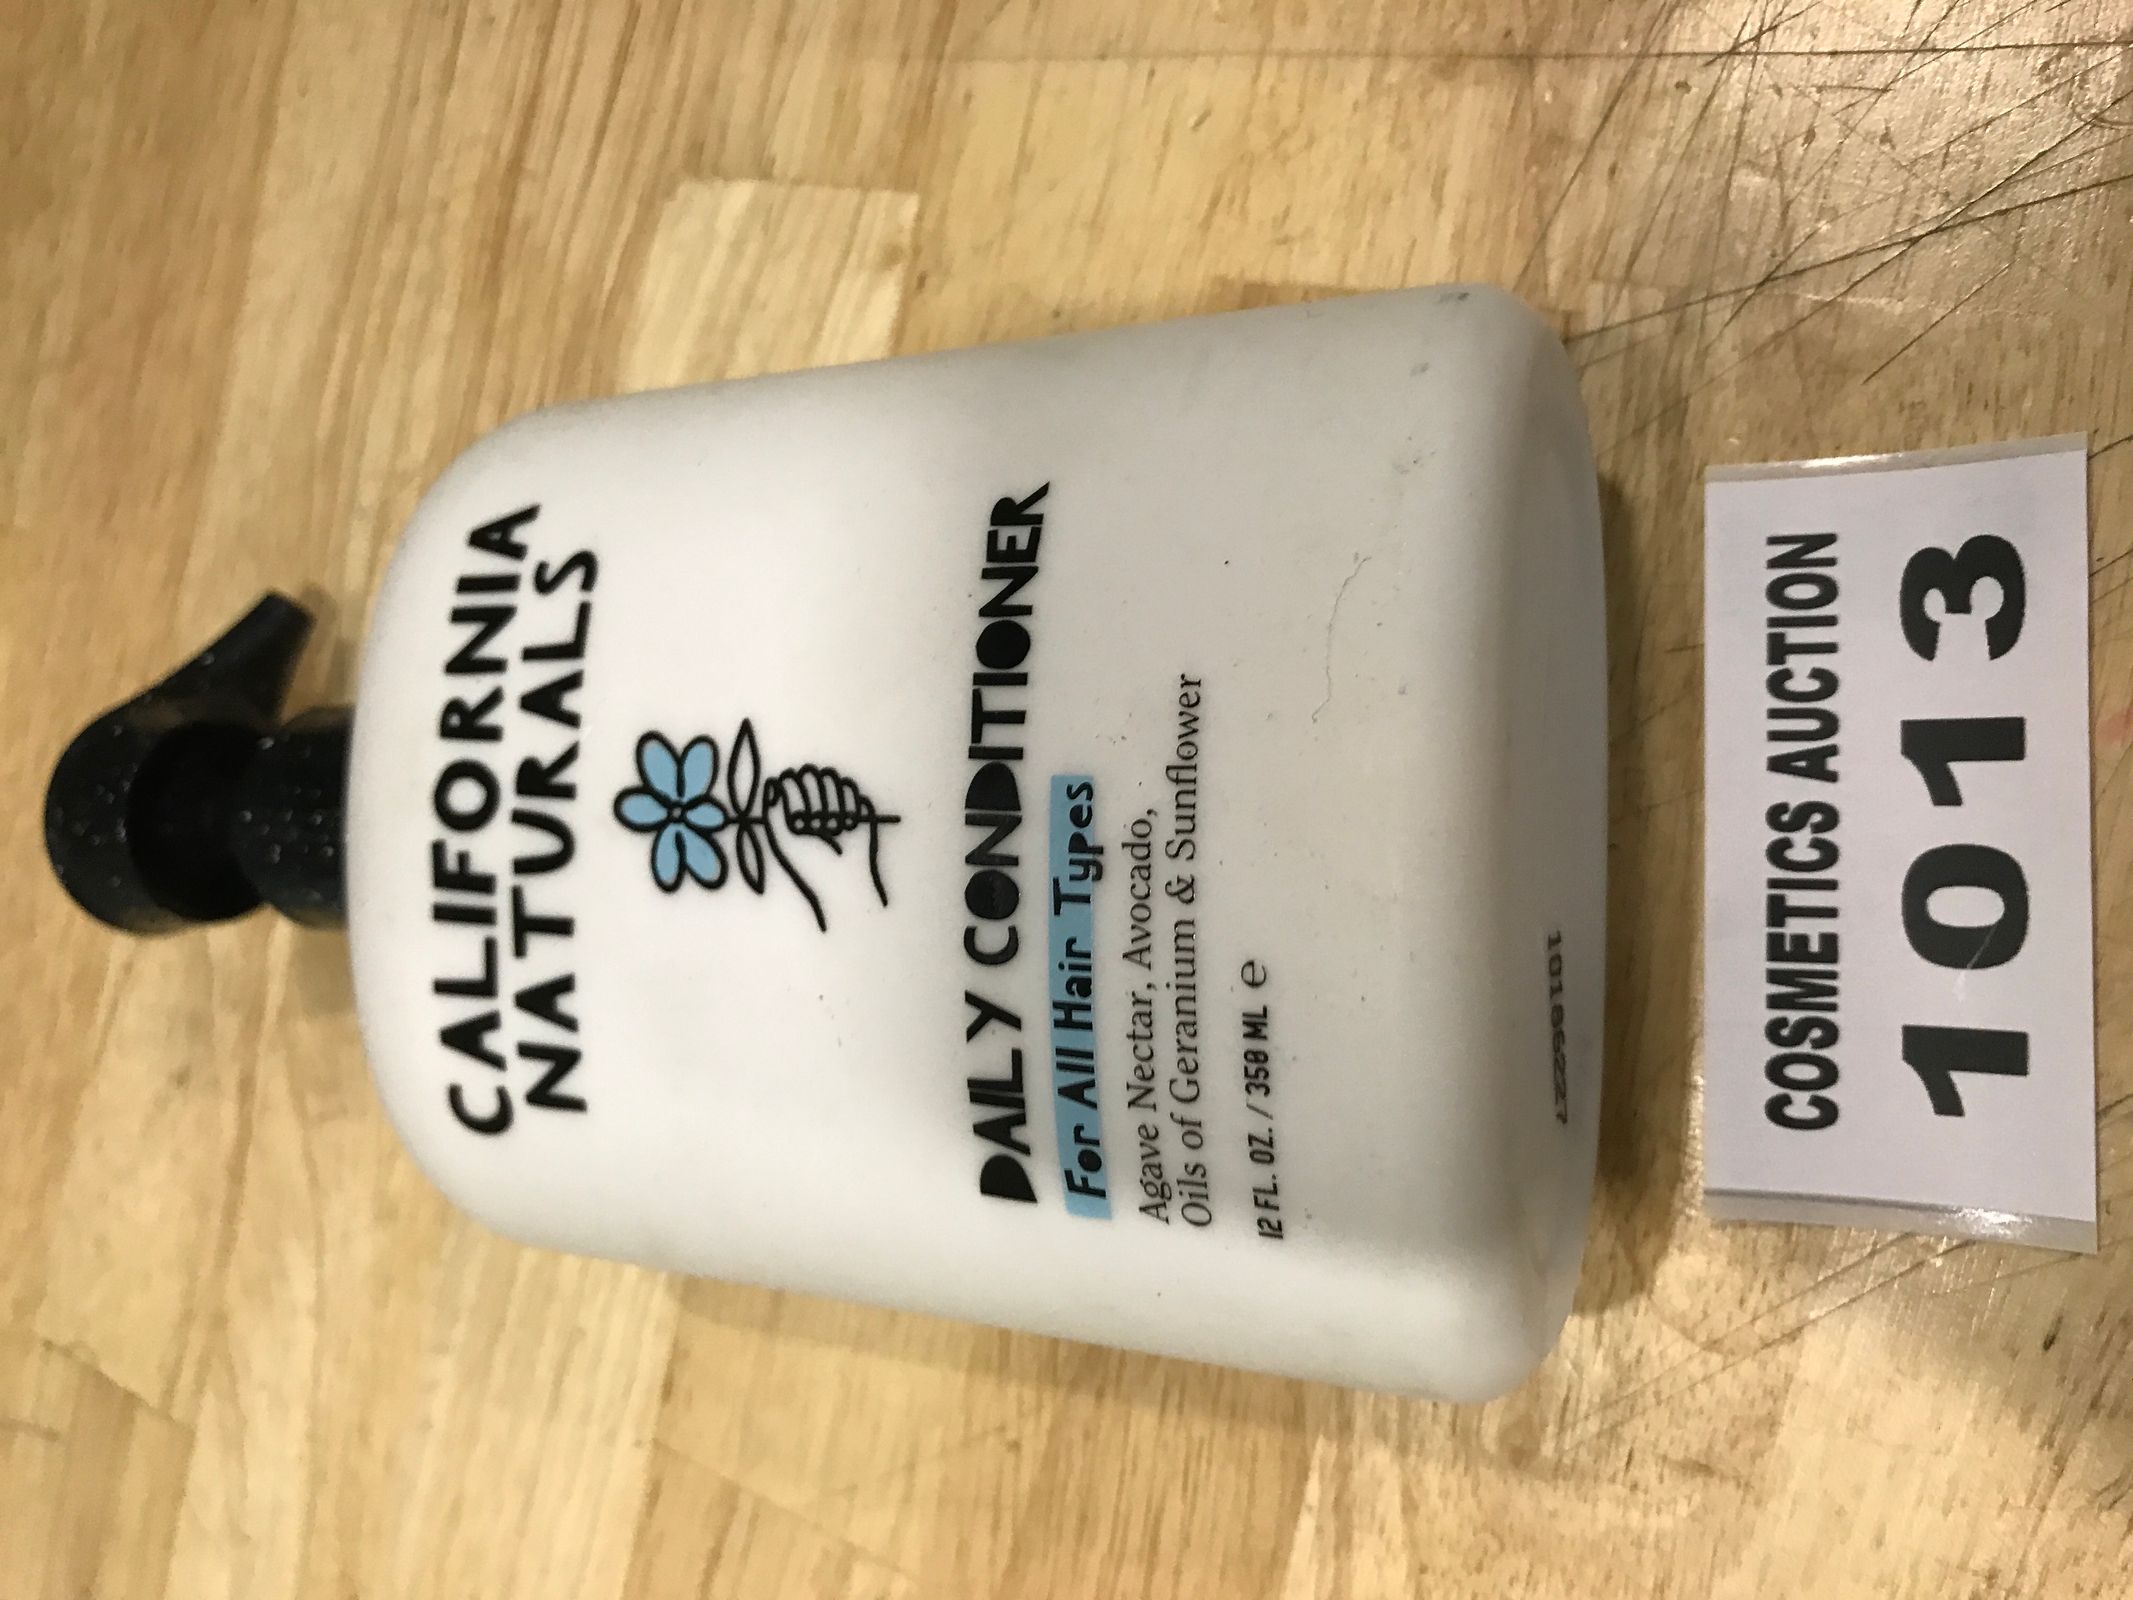 CALIFORNIA
NATURALS
DAILY CONDITIONER
For All Hair Types
Agave Nectar, Avocado,
Oils of Geranium & Sunflower
12 FL. OZ. / 350 ML ℮
COSMETICS AUCTION
1013